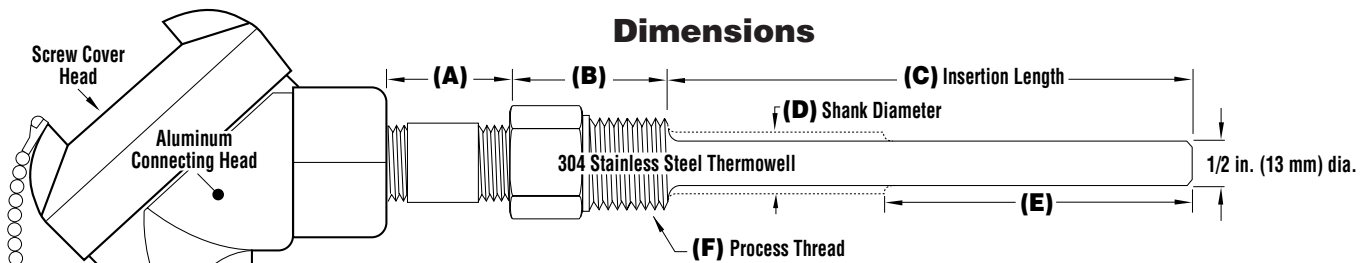 Dimensions
Screw Cover
Head
(A)
(B)
(C) Insertion Length
(D) Shank Diameter
Aluminum
Connecting Head
304 Stainless Steel Thermowell
1/2 in. (13 mm) dia.
(E)
(F) Process Thread